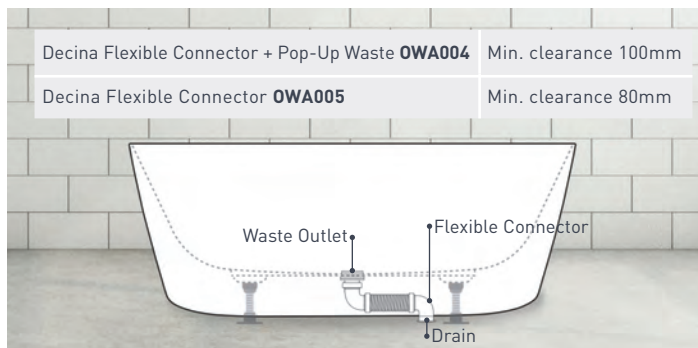 Decina Flexible Connector + Pop-Up Waste OWA004 Min. clearance 100mm
Decina Flexible Connector OWA005 Min. clearance 80mm
Waste Outlet
Flexible Connector
Drain